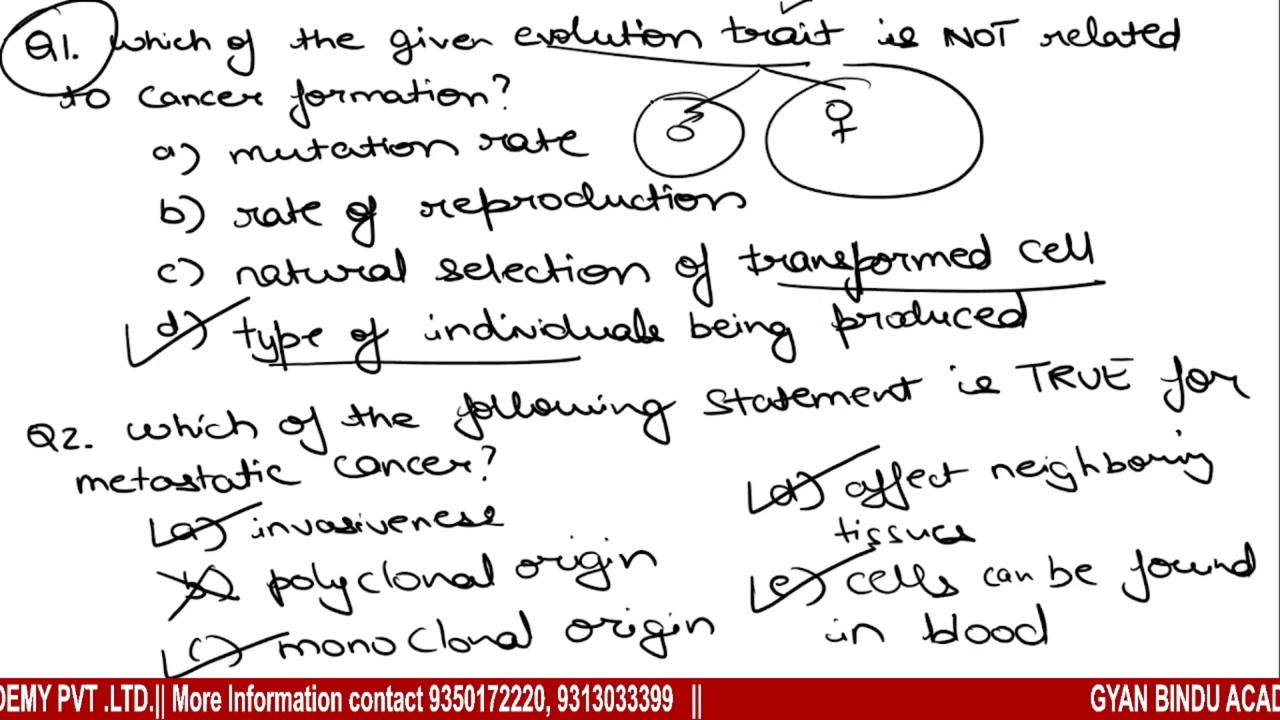 Q1. which of the given evolution trait is NOT related
to cancer formation?
a) mutation rate
b) rate of reproduction
c) natural selection of transformed cell
d) type of individuals being produced
Q2. which of the following statement is TRUE for
metastatic cancer?
a) invasiveness
b) polyclonal origin
c) monoclonal origin
d) affect neighboring
tissues
e) cells can be found
in blood
DEMY PVT .LTD.|| More Information contact 9350172220, 9313033399 || GYAN BINDU ACAD